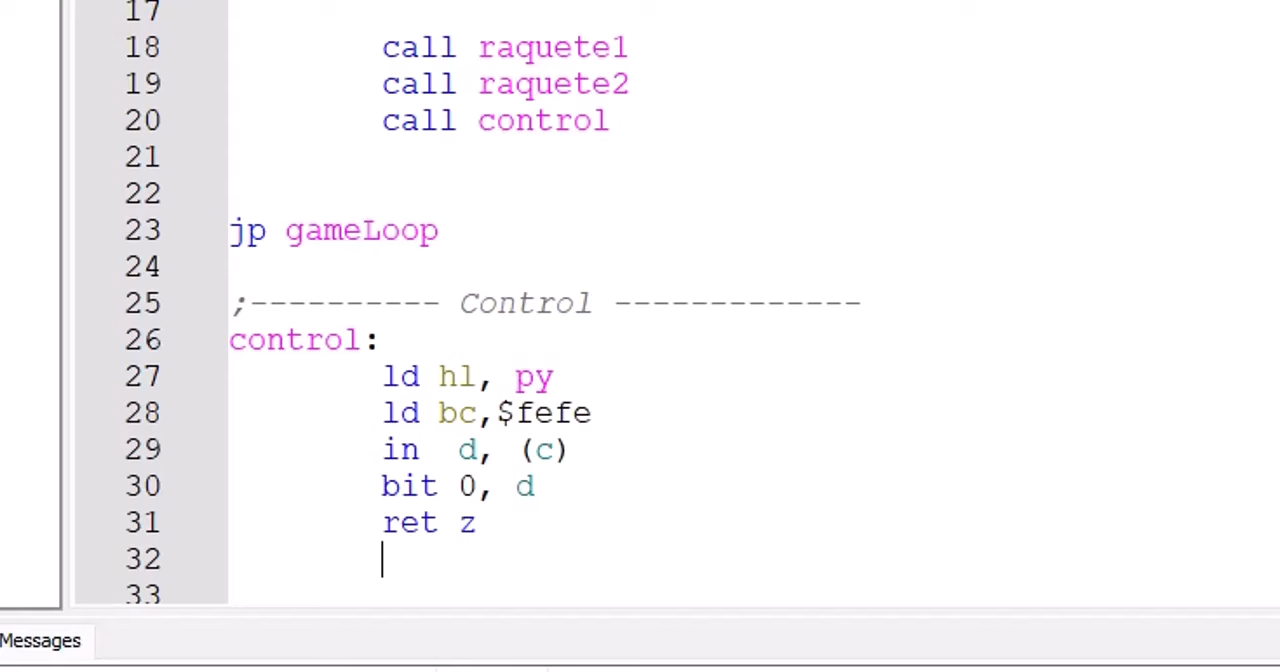 17
18 call raquete1
19 call raquete2
20 call control
21
22
23 jp gameLoop
24
25 ;---------- Control -------------
26 control:
27 ld hl, py
28 ld bc,$fefe
29 in d, (c)
30 bit 0, d
31 ret z
32
33
Messages